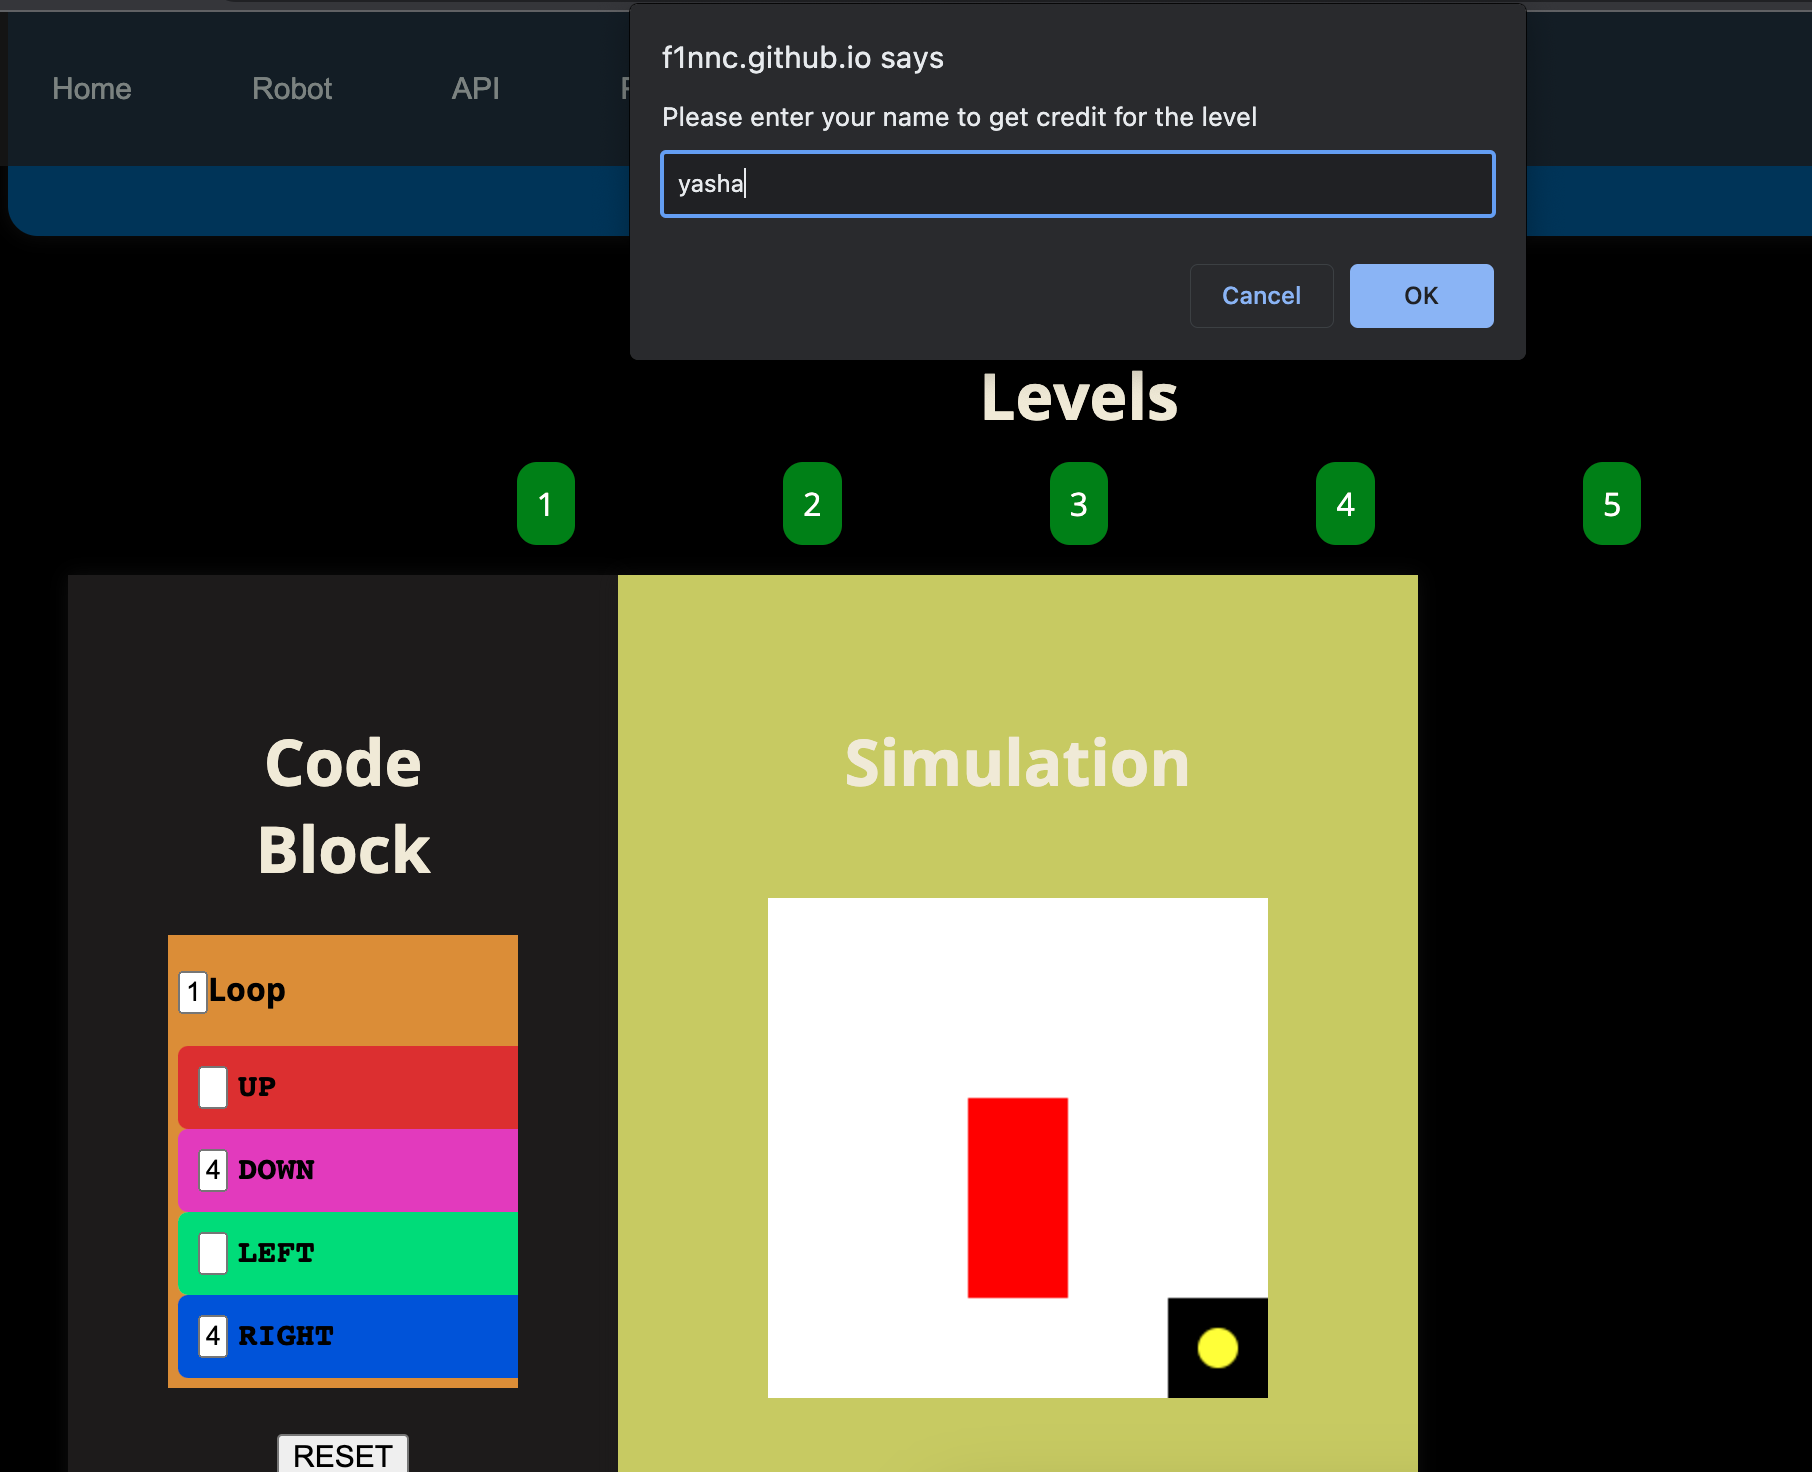 f1nnc.github.io says
Please enter your name to get credit for the level
yasha
Cancel OK
Home Robot API
Levels
1 2 3 4 5
Code
Block
Simulation
1 Loop
UP
4 DOWN
LEFT
4 RIGHT
RESET